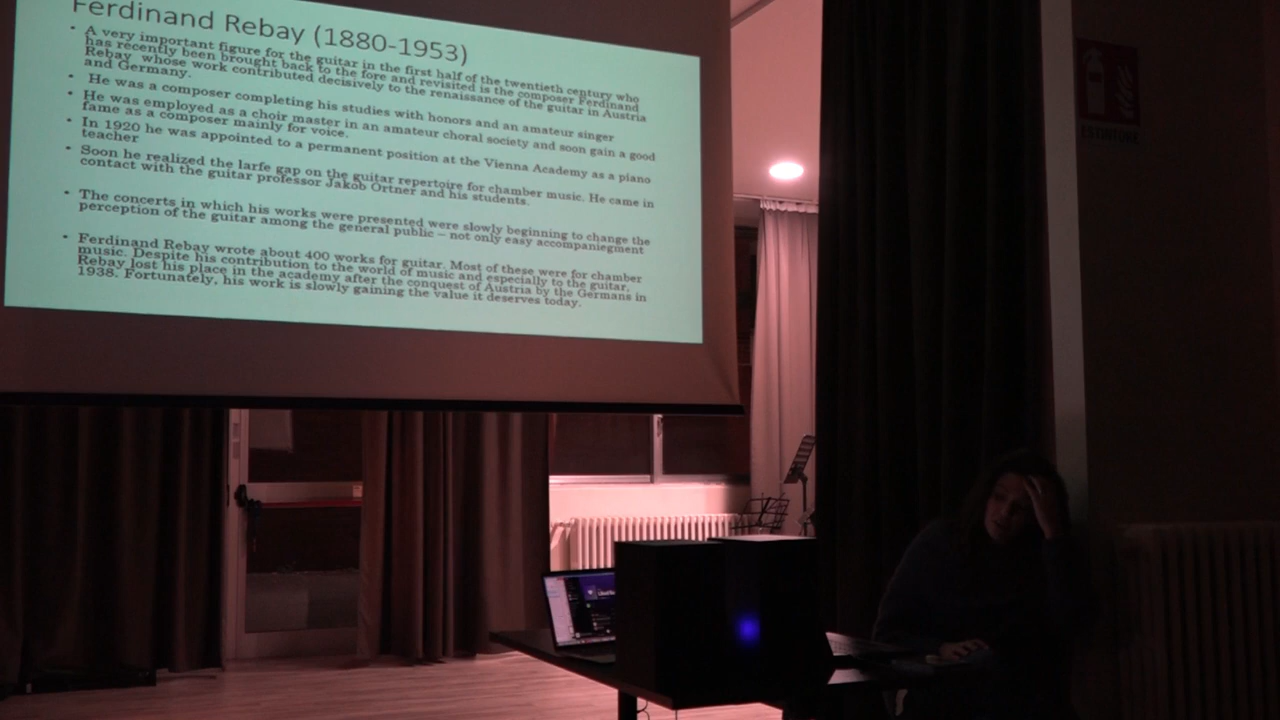 Ferdinand Rebay (1880-1953)
• A very important figure for the guitar in the first half of the twentieth century who
has recently been brought back to the fore and revisited is the composer Ferdinand
Rebay whose work contributed decisively to the renaissance of the guitar in Austria
and Germany.
• He was a composer completing his studies with honors and an amateur singer
• He was employed as a choir master in an amateur choral society and soon gain a good
fame as a composer mainly for voice.
• In 1920 he was appointed to a permanent position at the Vienna Academy as a piano
teacher
• Soon he realized the larfe gap on the guitar repertoire for chamber music. He came in
contact with the guitar professor Jakob Ortner and his students.
• The concerts in which his works were presented were slowly beginning to change the
perception of the guitar among the general public – not only easy accompaniegment
• Ferdinand Rebay wrote about 400 works for guitar. Most of these were for chamber
music. Despite his contribution to the world of music and especially to the guitar,
Rebay lost his place in the academy after the conquest of Austria by the Germans in
1938. Fortunately, his work is slowly gaining the value it deserves today.
ESTINTORE